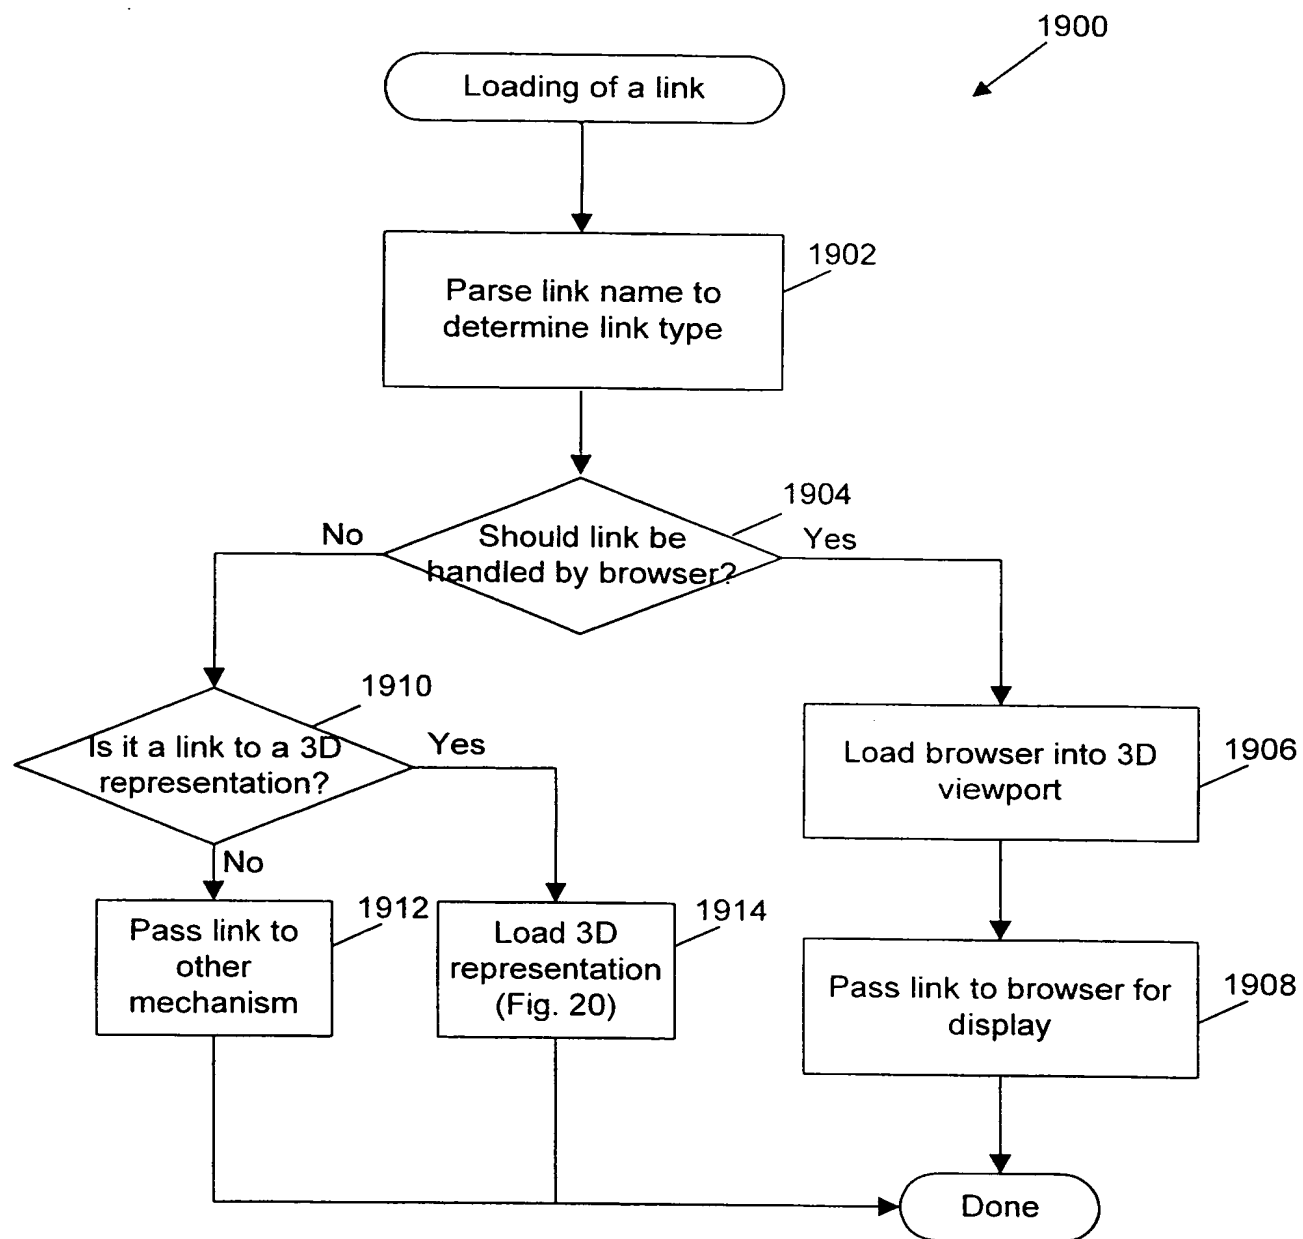 1900
Loading of a link
1902
Parse link name to
determine link type
1904
No
Should link be
handled by browser?
Yes
1910
Is it a link to a 3D
representation?
Yes
No
Load browser into 3D
viewport
1906
1912
Pass link to
other
mechanism
1914
Load 3D
representation
(Fig. 20)
Pass link to browser for
display
1908
Done